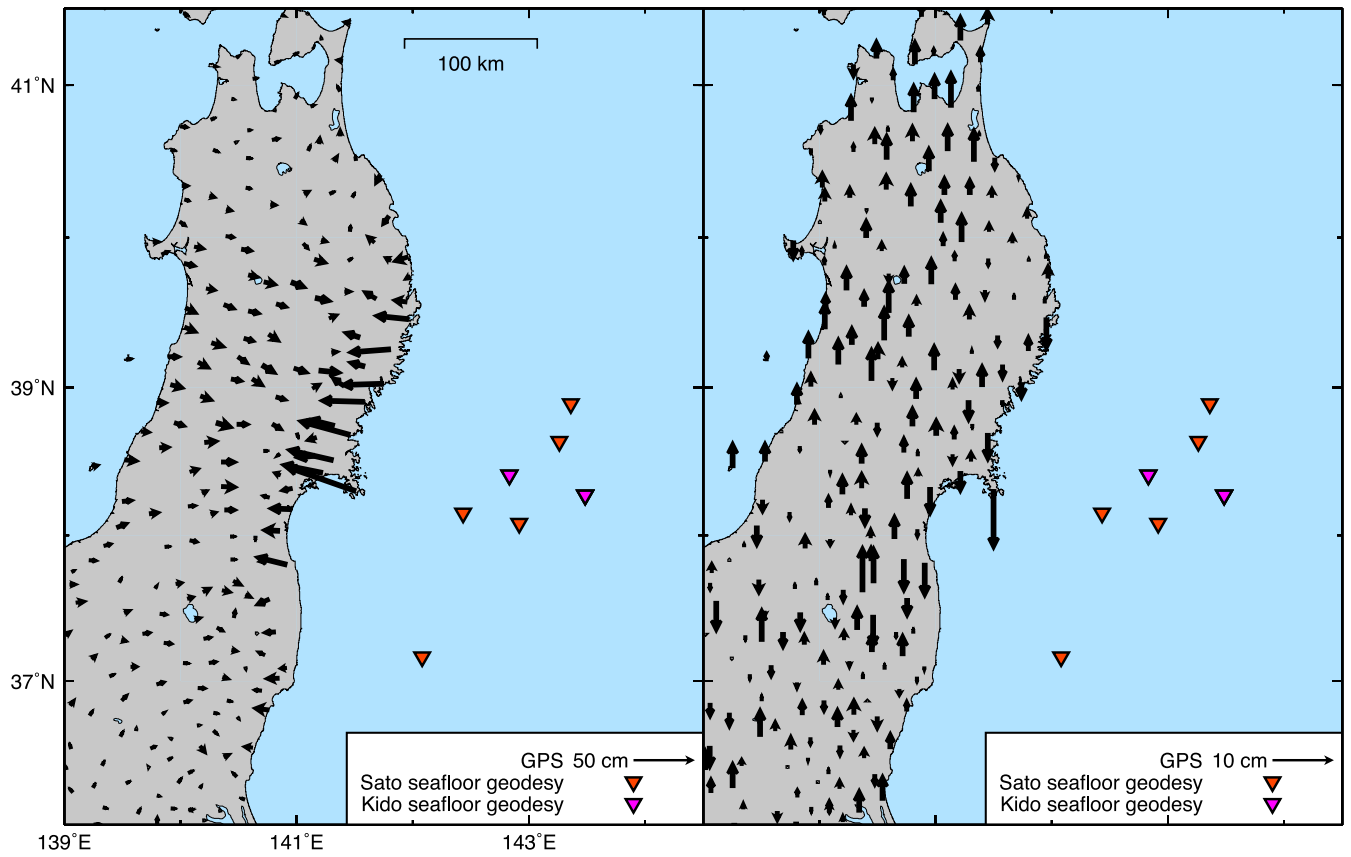 41°N
39°N
37°N
139°E
141°E
143°E
100 km
GPS 50 cm
Sato seafloor geodesy
Kido seafloor geodesy
GPS 10 cm
Sato seafloor geodesy
Kido seafloor geodesy